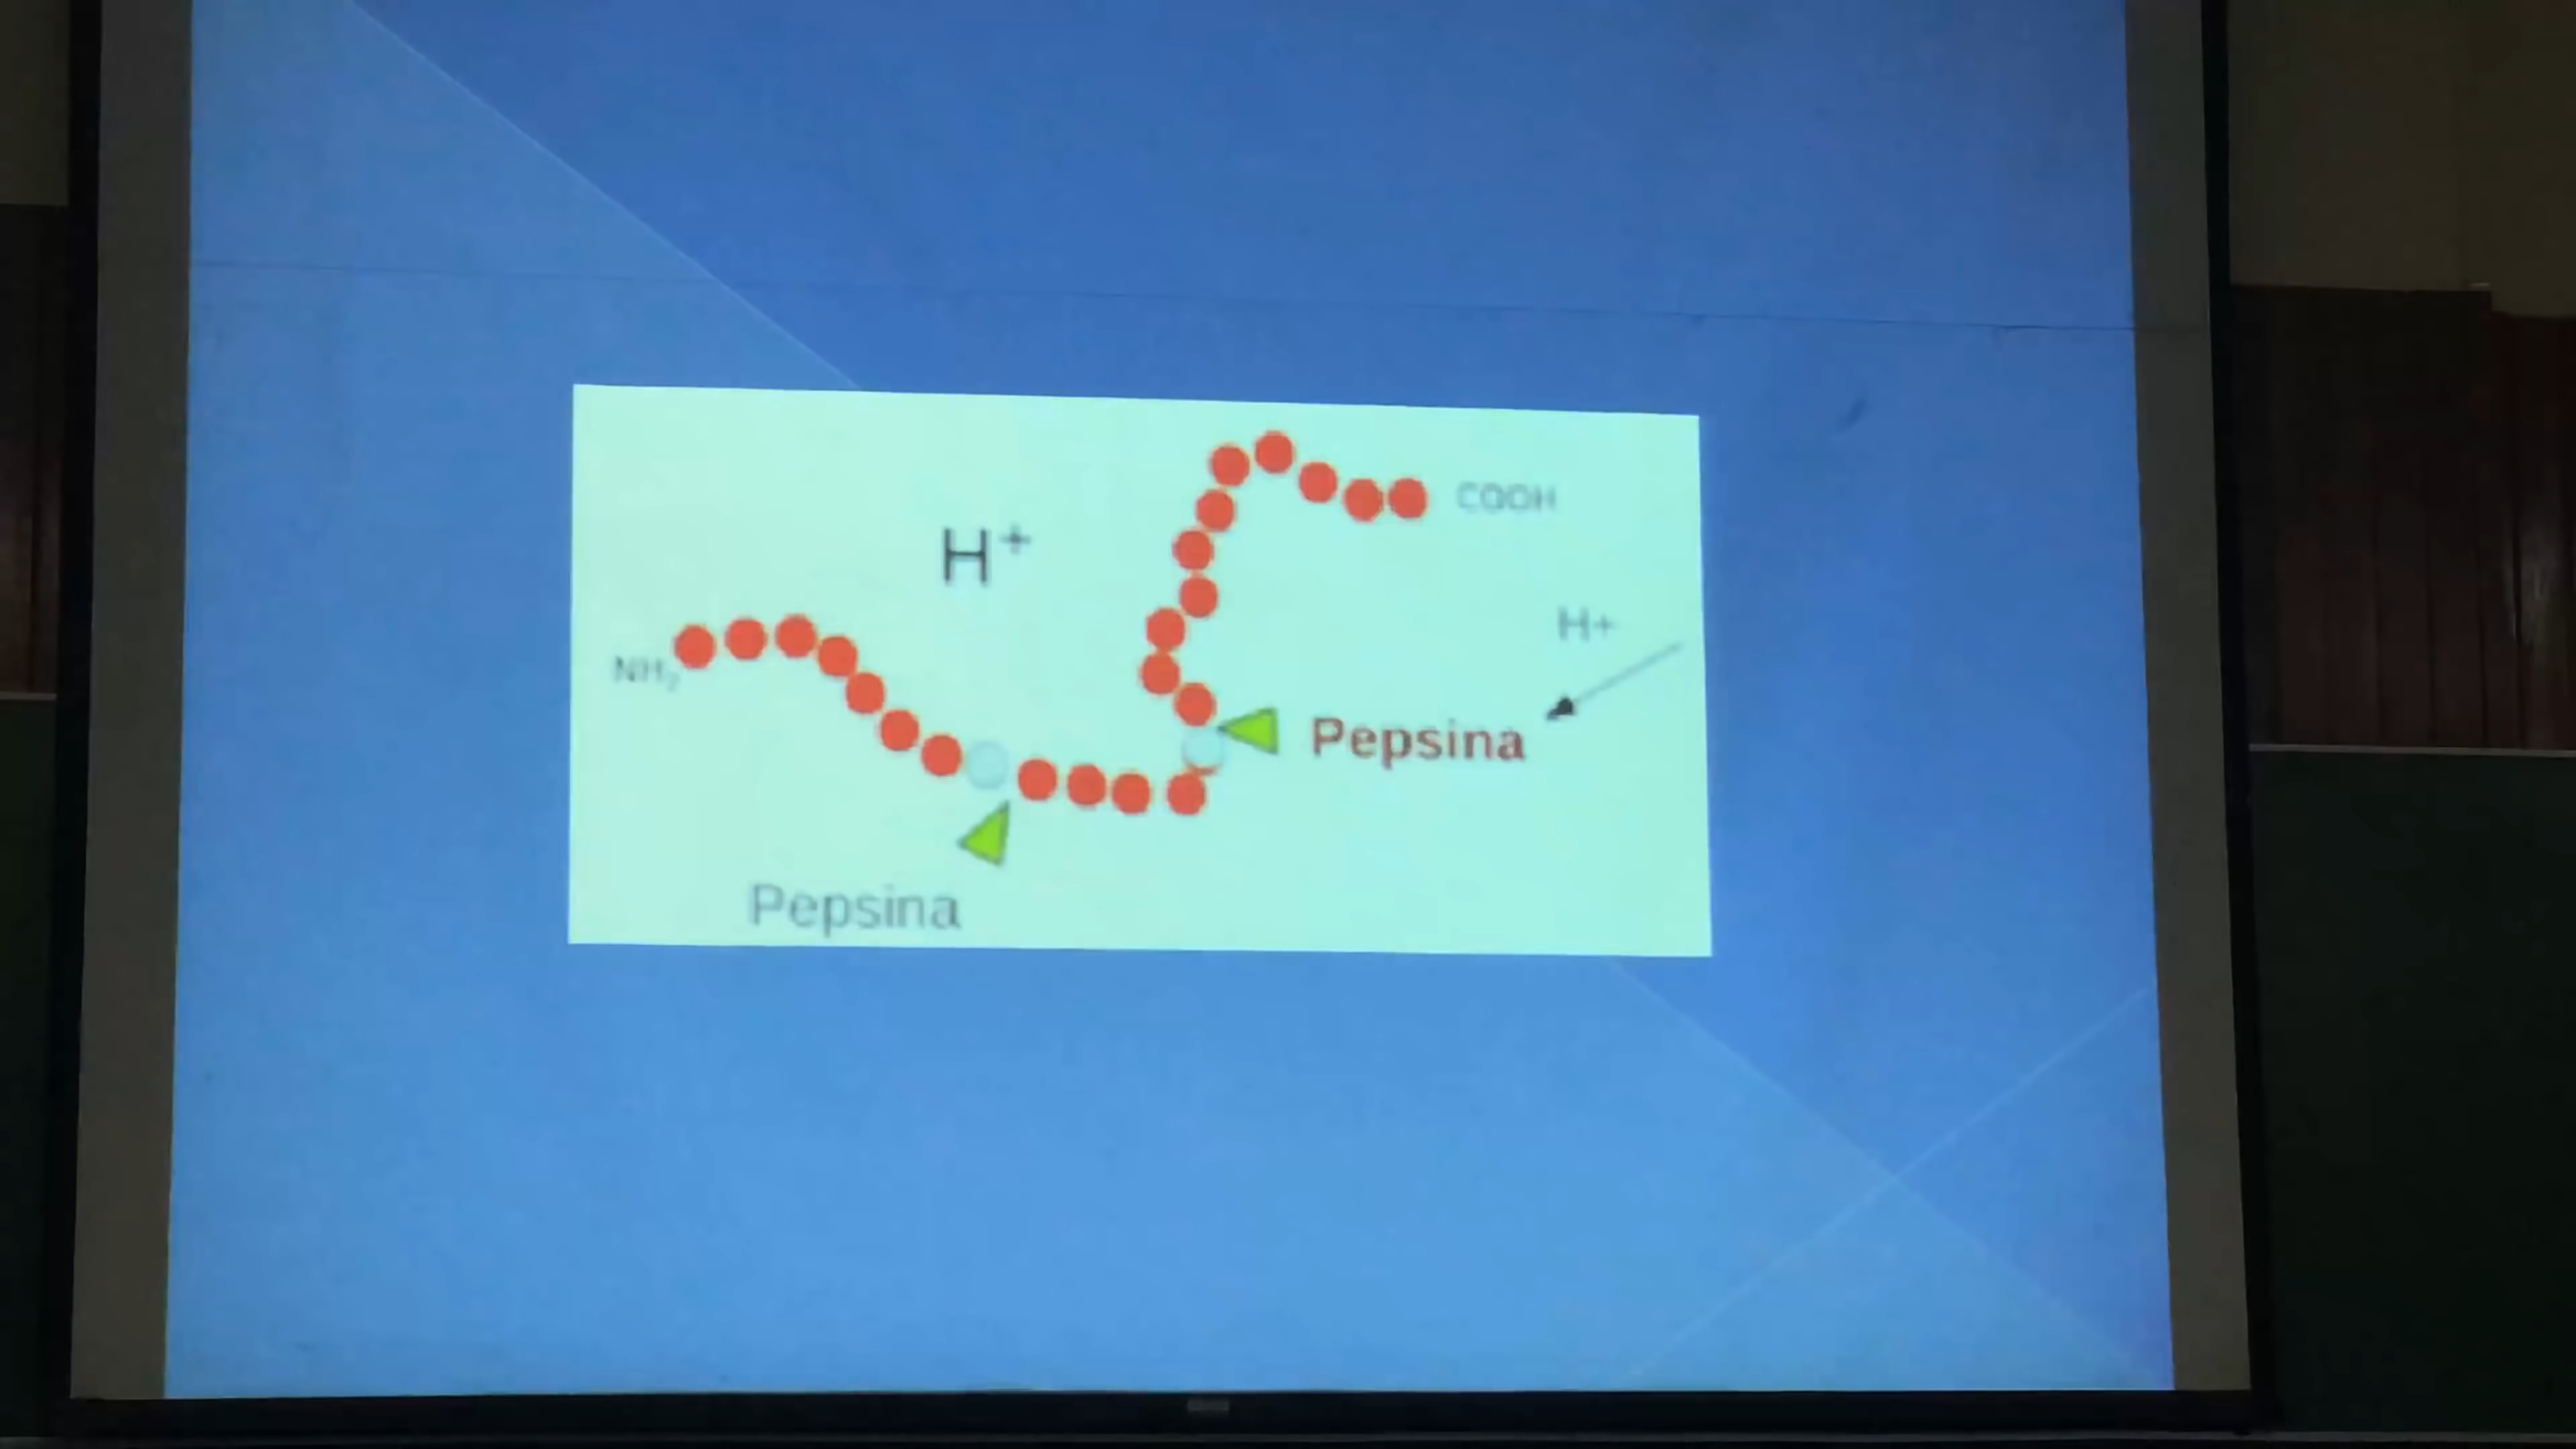 COOH
H⁺
H+
NH₂
Pepsina
Pepsina